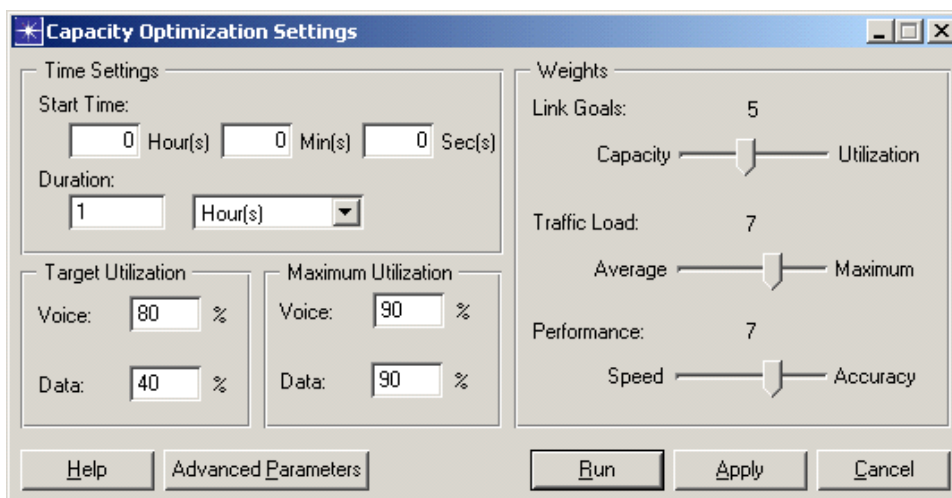 Capacity Optimization Settings
Time Settings
Start Time:
0 Hour(s) 0 Min(s) 0 Sec(s)
Duration:
1 Hour(s)
Target Utilization
Voice: 80 %
Data: 40 %
Maximum Utilization
Voice: 90 %
Data: 90 %
Weights
Link Goals: 5
Capacity Utilization
Traffic Load: 7
Average Maximum
Performance: 7
Speed Accuracy
Help Advanced Parameters Run Apply Cancel